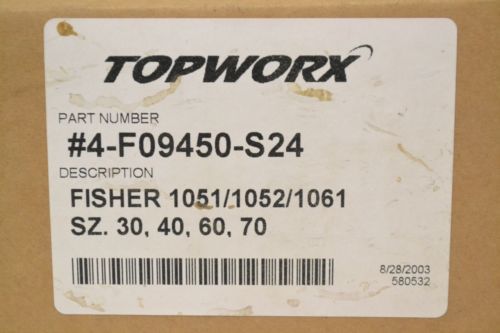 TOPWORX
PART NUMBER
#4-F09450-S24
DESCRIPTION
FISHER 1051/1052/1061
SZ. 30, 40, 60, 70
8/28/2003
580532